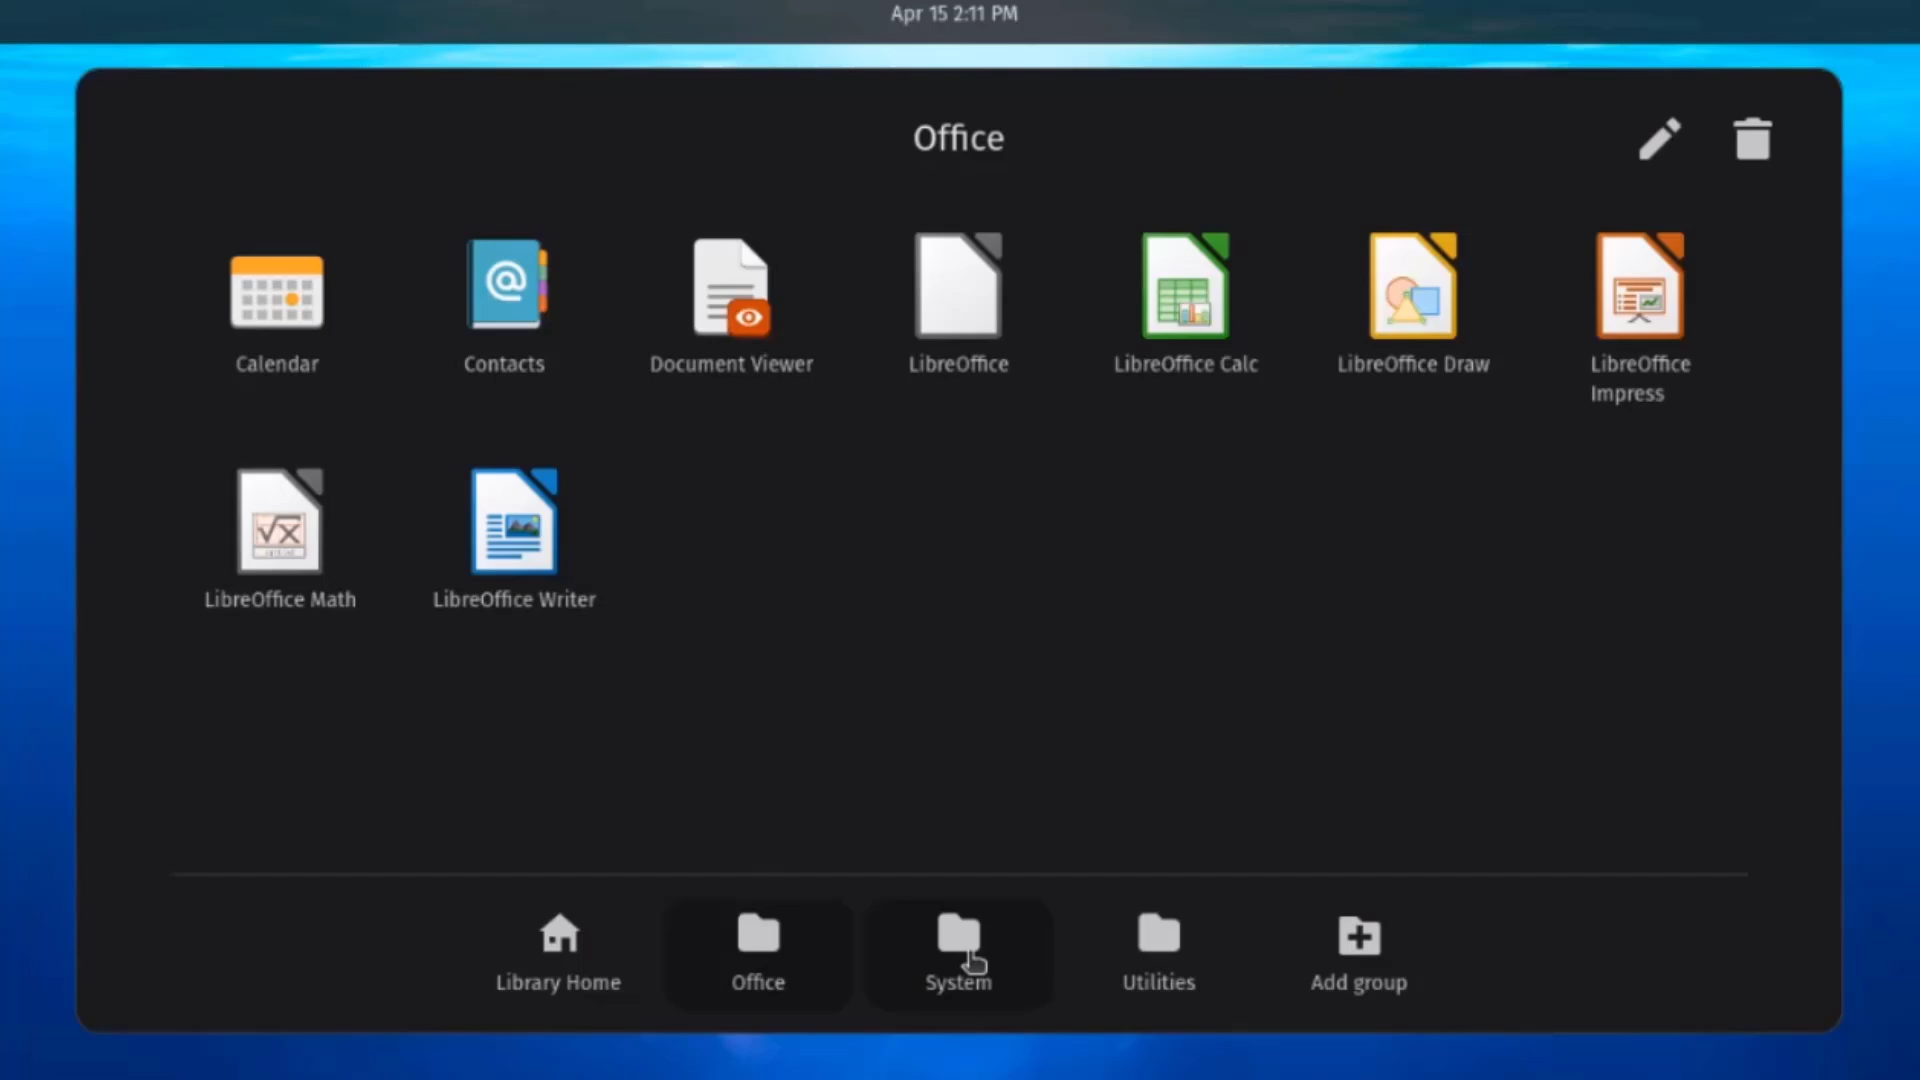 Apr 15 2:11 PM
Office
Calendar
Contacts
Document Viewer
LibreOffice
LibreOffice Calc
LibreOffice Draw
LibreOffice
Impress
LibreOffice Math
LibreOffice Writer
Library Home
Office
System
Utilities
Add group